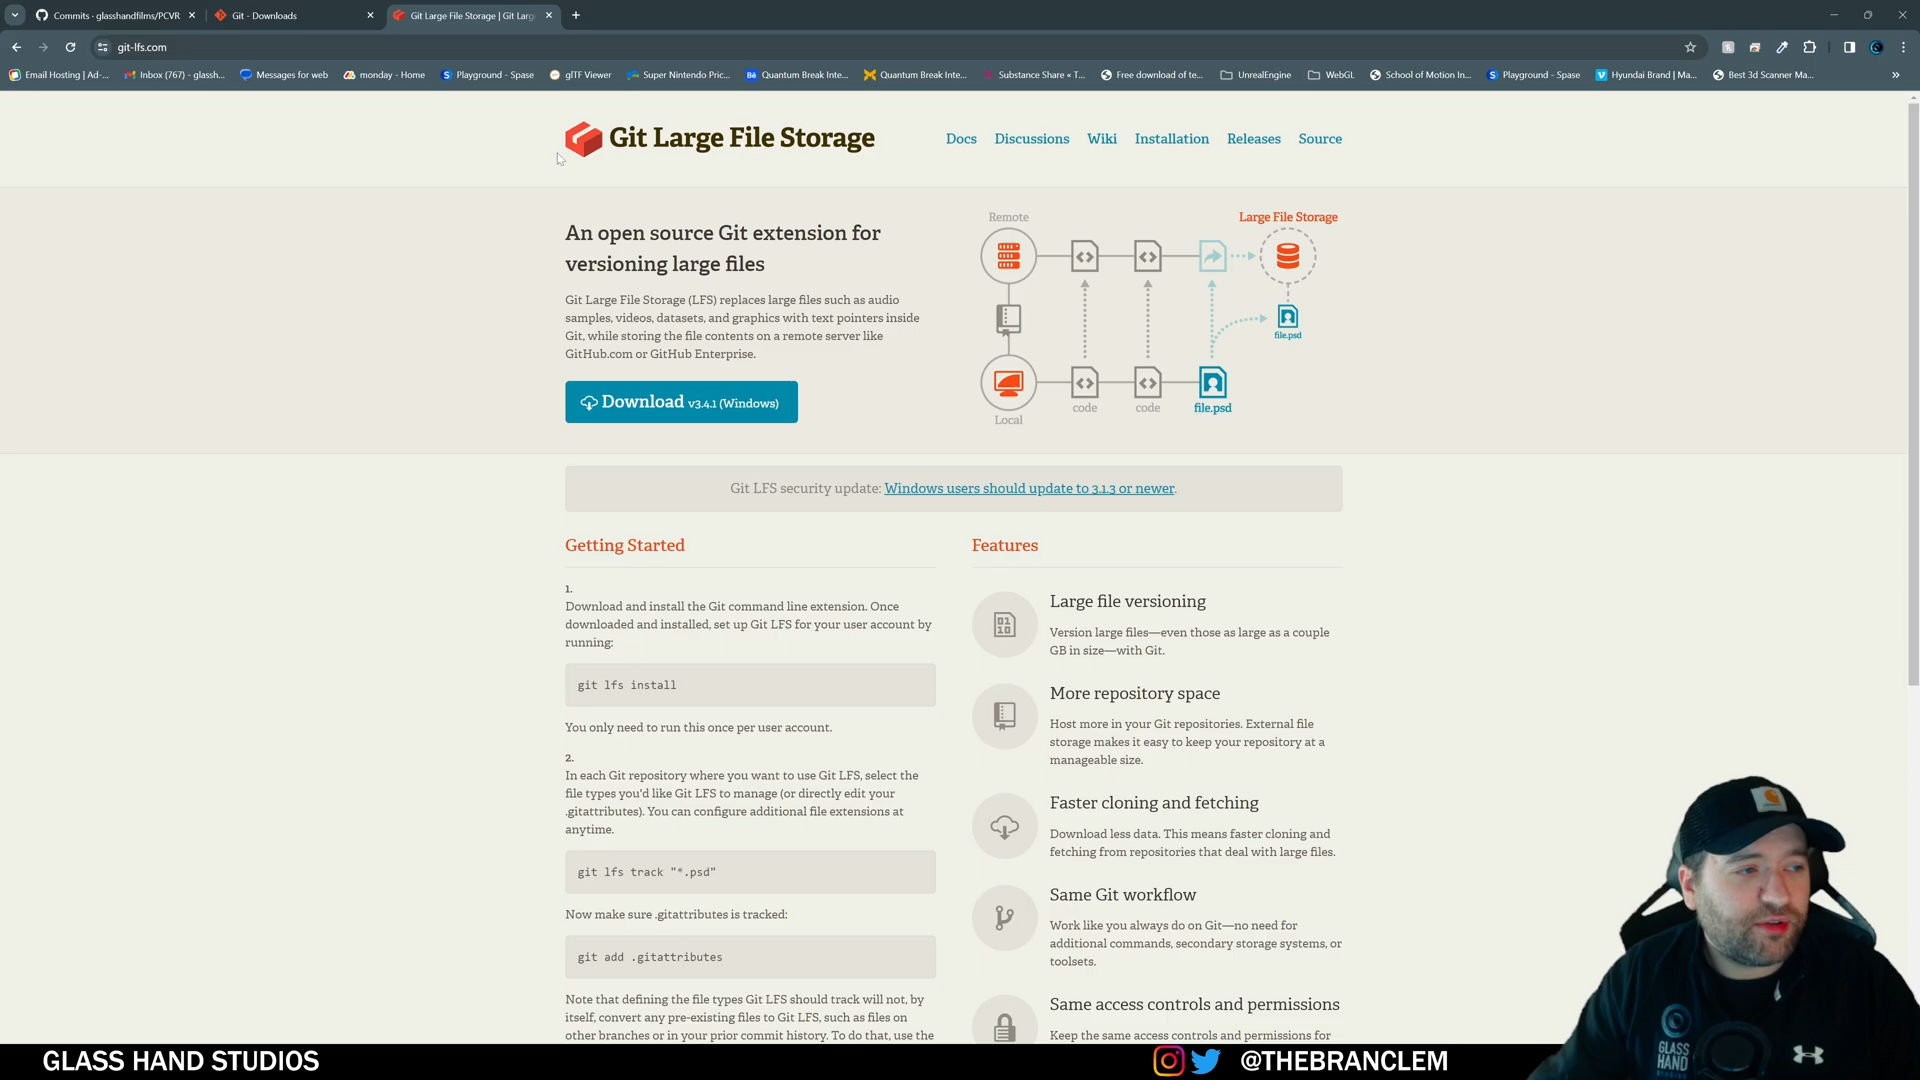 Commits · glasshandfilms/PCVR
Git - Downloads
Git Large File Storage | Git Larg
git-lfs.com
Email Hosting | Ad-...
Inbox (767) - glassh...
Messages for web
monday - Home
Playground - Spase
glTF Viewer
Super Nintendo Pric...
Quantum Break Inte...
Quantum Break Inte...
Substance Share « T...
Free download of te...
UnrealEngine
WebGL
School of Motion In...
Playground - Spase
Hyundai Brand | Ma...
Best 3d Scanner Ma...
Git Large File Storage
Docs
Discussions
Wiki
Installation
Releases
Source
An open source Git extension for
versioning large files
Git Large File Storage (LFS) replaces large files such as audio
samples, videos, datasets, and graphics with text pointers inside
Git, while storing the file contents on a remote server like
GitHub.com or GitHub Enterprise.
Download v3.4.1 (Windows)
Remote
Large File Storage
file.psd
code
code
file.psd
Local
Git LFS security update: Windows users should update to 3.1.3 or newer.
Getting Started
1.
Download and install the Git command line extension. Once
downloaded and installed, set up Git LFS for your user account by
running:
git lfs install
You only need to run this once per user account.
2.
In each Git repository where you want to use Git LFS, select the
file types you'd like Git LFS to manage (or directly edit your
.gitattributes). You can configure additional file extensions at
anytime.
git lfs track "*.psd"
Now make sure .gitattributes is tracked:
git add .gitattributes
Note that defining the file types Git LFS should track will not, by
itself, convert any pre-existing files to Git LFS, such as files on
other branches or in your prior commit history. To do that, use the
Features
Large file versioning
Version large files—even those as large as a couple
GB in size—with Git.
More repository space
Host more in your Git repositories. External file
storage makes it easy to keep your repository at a
manageable size.
Faster cloning and fetching
Download less data. This means faster cloning and
fetching from repositories that deal with large files.
Same Git workflow
Work like you always do on Git—no need for
additional commands, secondary storage systems, or
toolsets.
Same access controls and permissions
Keep the same access controls and permissions for
GLASS
HAND
GLASS HAND STUDIOS
@THEBRANCLEM